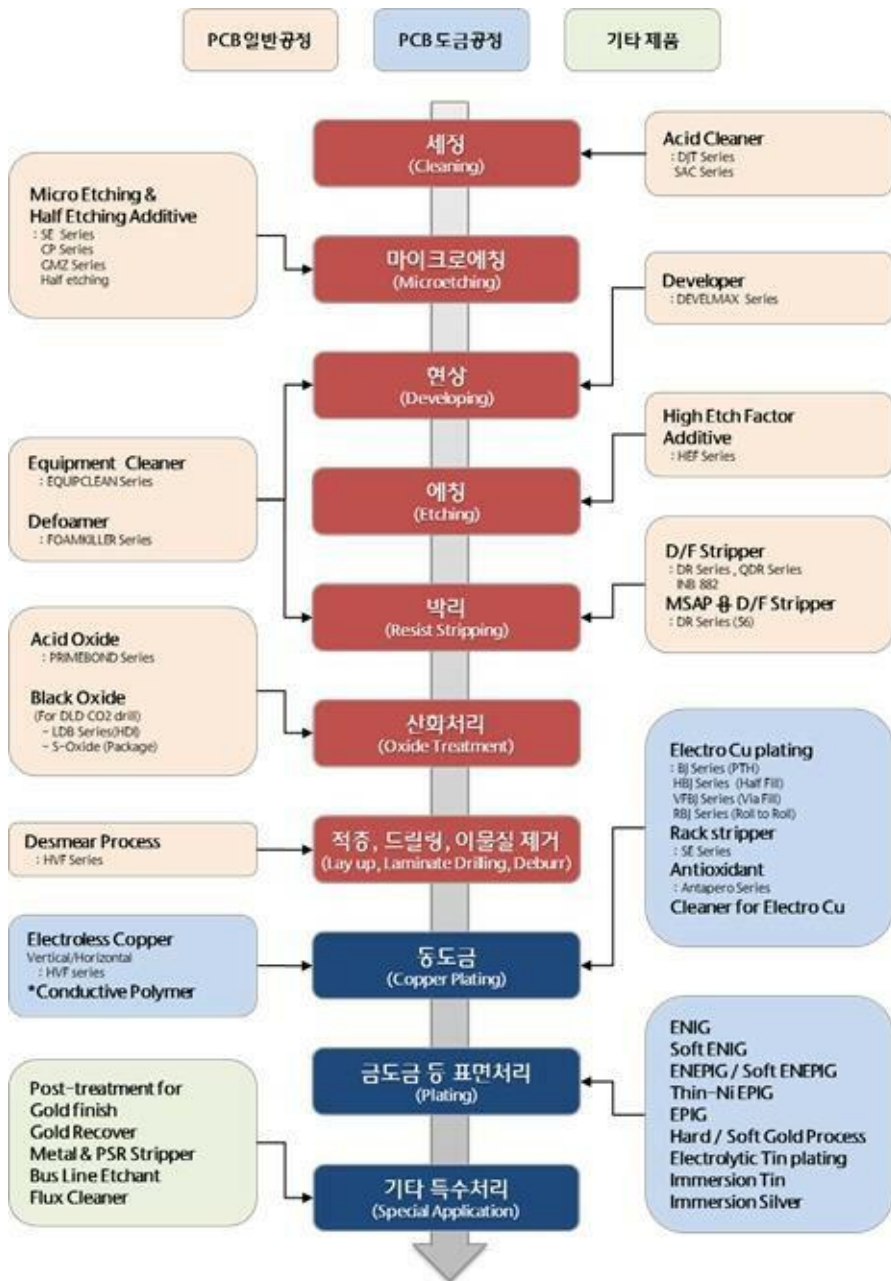 PCB 일반공정
PCB 도금공정
기타 제품
세정
(Cleaning)
Acid Cleaner
: DJT Series
SAC Series
Micro Etching &
Half Etching Additive
: SE Series
CP Series
GMZ Series
Half etching
마이크로에칭
(Microetching)
Developer
: DEVELMAX Series
현상
(Developing)
High Etch Factor
Additive
: HEF Series
Equipment Cleaner
: EQUIPCLEAN Series
Defoamer
: FOAMKILLER Series
에칭
(Etching)
D/F Stripper
: DR Series , QDR Series
INB 882
MSAP 용 D/F Stripper
: DR Series (56)
박리
(Resist Stripping)
Acid Oxide
: PRIMEBOND Series
Black Oxide
(For DLD CO2 drill)
- LDB Series(HDI)
- S-Oxide (Package)
산화처리
(Oxide Treatment)
Electro Cu plating
: BJ Series (PTH)
HBJ Series (Half Fill)
VFBJ Series (Via Fill)
RBJ Series (Roll to Roll)
Rack stripper
: SE Series
Antioxidant
: Antapero Series
Cleaner for Electro Cu
Desmear Process
: HVF Series
적층, 드릴링, 이물질 제거
(Lay up, Laminate Drilling, Deburr)
Electroless Copper
Vertical/Horizontal
: HVF series
*Conductive Polymer
동도금
(Copper Plating)
ENIG
Soft ENIG
ENEPIG / Soft ENEPIG
Thin-Ni EPIG
EPIG
Hard / Soft Gold Process
Electrolytic Tin plating
Immersion Tin
Immersion Silver
금도금 등 표면처리
(Plating)
Post-treatment for
Gold finish
Gold Recover
Metal & PSR Stripper
Bus Line Etchant
Flux Cleaner
기타 특수처리
(Special Application)